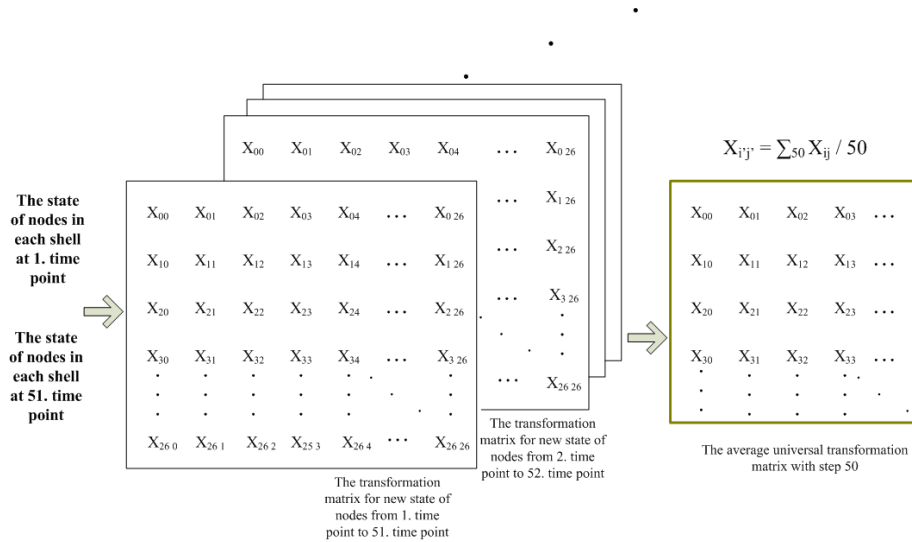 The state
of nodes in
each shell
at 1. time
point
The state
of nodes in
each shell
at 51. time
point
X₀₀ X₀₁ X₀₂ X₀₃ X₀₄ ... X₀ ₂₆
X₁ ₂₆
X₂ ₂₆
... X₃ ₂₆
... X₂₆ ₂₆
X₀₀ X₀₁ X₀₂ X₀₃ X₀₄ ... X₀ ₂₆
X₁₀ X₁₁ X₁₂ X₁₃ X₁₄ ... X₁ ₂₆
X₂₀ X₂₁ X₂₂ X₂₃ X₂₄ ... X₂ ₂₆
X₃₀ X₃₁ X₃₂ X₃₃ X₃₄ ... X₃ ₂₆
X₂₆ ₀ X₂₆ ₁ X₂₆ ₂ X₂₅ ₃ X₂₆ ₄ ... X₂₆ ₂₆
The transformation
matrix for new state of
nodes from 1. time
point to 51. time point
The transformation
matrix for new state of
nodes from 2. time
point to 52. time point
Xi'j' = ∑₅₀ Xij / 50
X₀₀ X₀₁ X₀₂ X₀₃ ...
X₁₀ X₁₁ X₁₂ X₁₃ ...
X₂₀ X₂₁ X₂₂ X₂₃ ...
X₃₀ X₃₁ X₃₂ X₃₃ ...
The average universal transformation
matrix with step 50